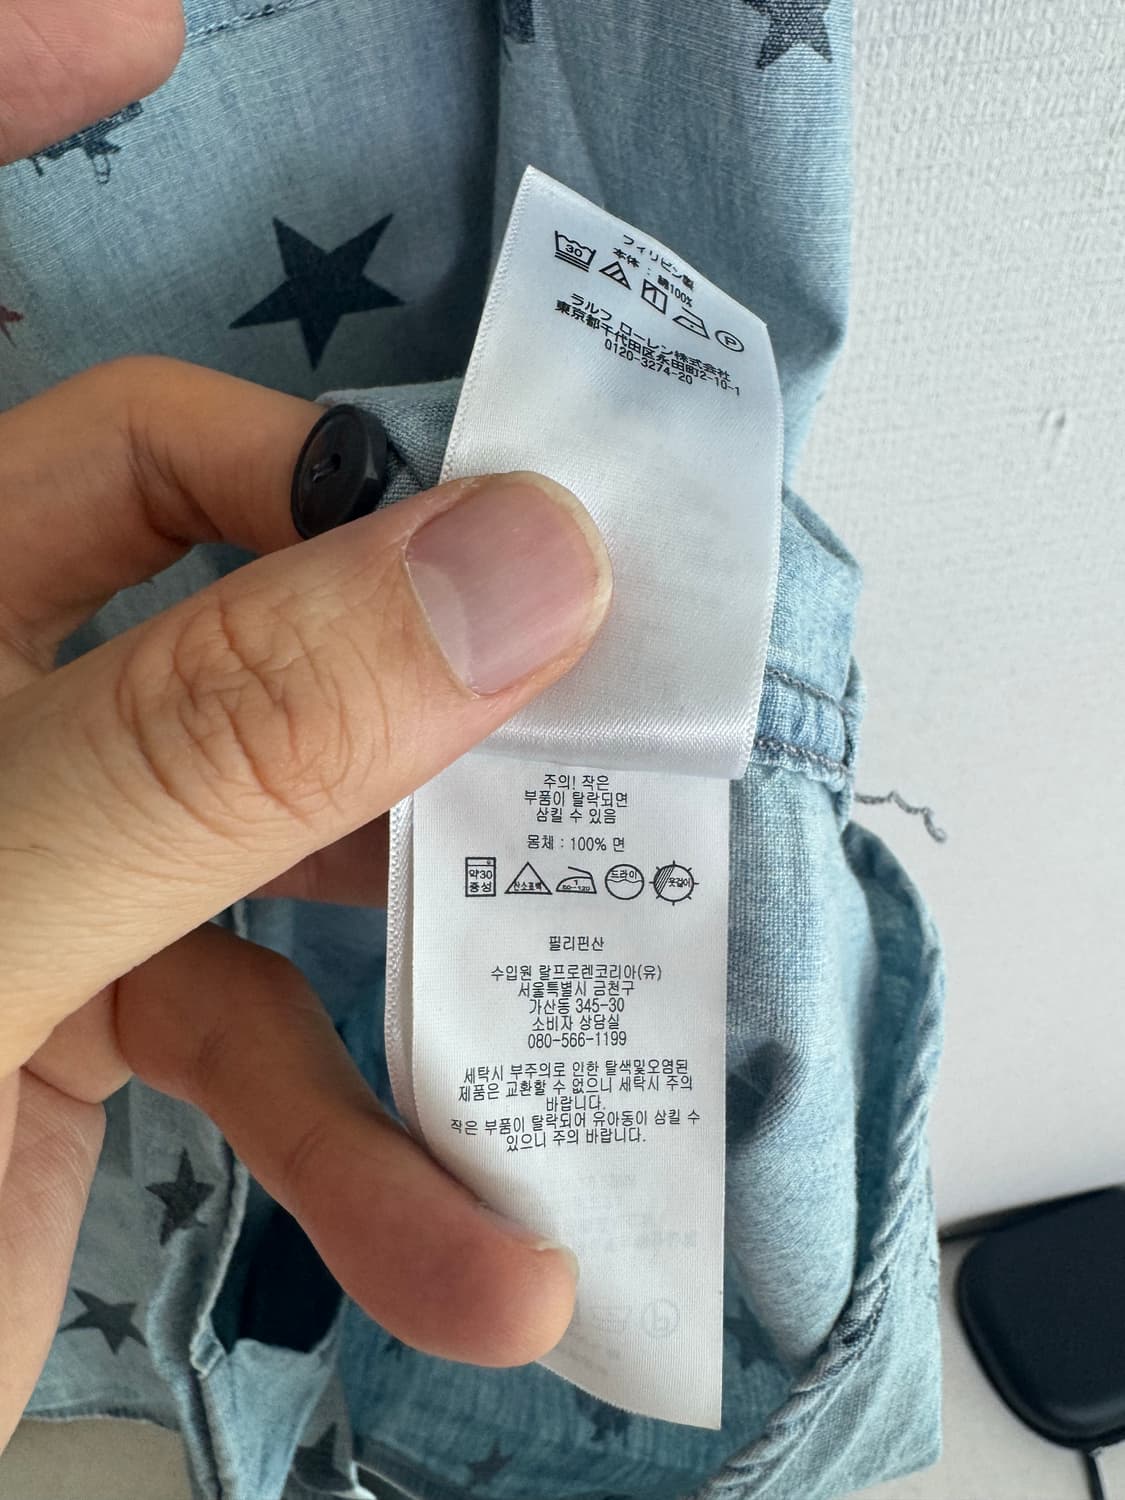 フィリピン製
本体 : 綿100%
30
P
ラルフ ローレン株式会社
東京都千代田区永田町2-10-1
0120-3274-20
주의! 작은
부품이 탈락되면
삼킬 수 있음
몸체 : 100% 면
약30
중성
산소표백
1
80~120
드라이
옷걸이
필리핀산
수입원 랄프로렌코리아(유)
서울특별시 금천구
가산동 345-30
소비자 상담실
080-566-1199
세탁시 부주의로 인한 탈색및오염된
제품은 교환할 수 없으니 세탁시 주의
바랍니다.
작은 부품이 탈락되어 유아동이 삼킬 수
있으니 주의 바랍니다.